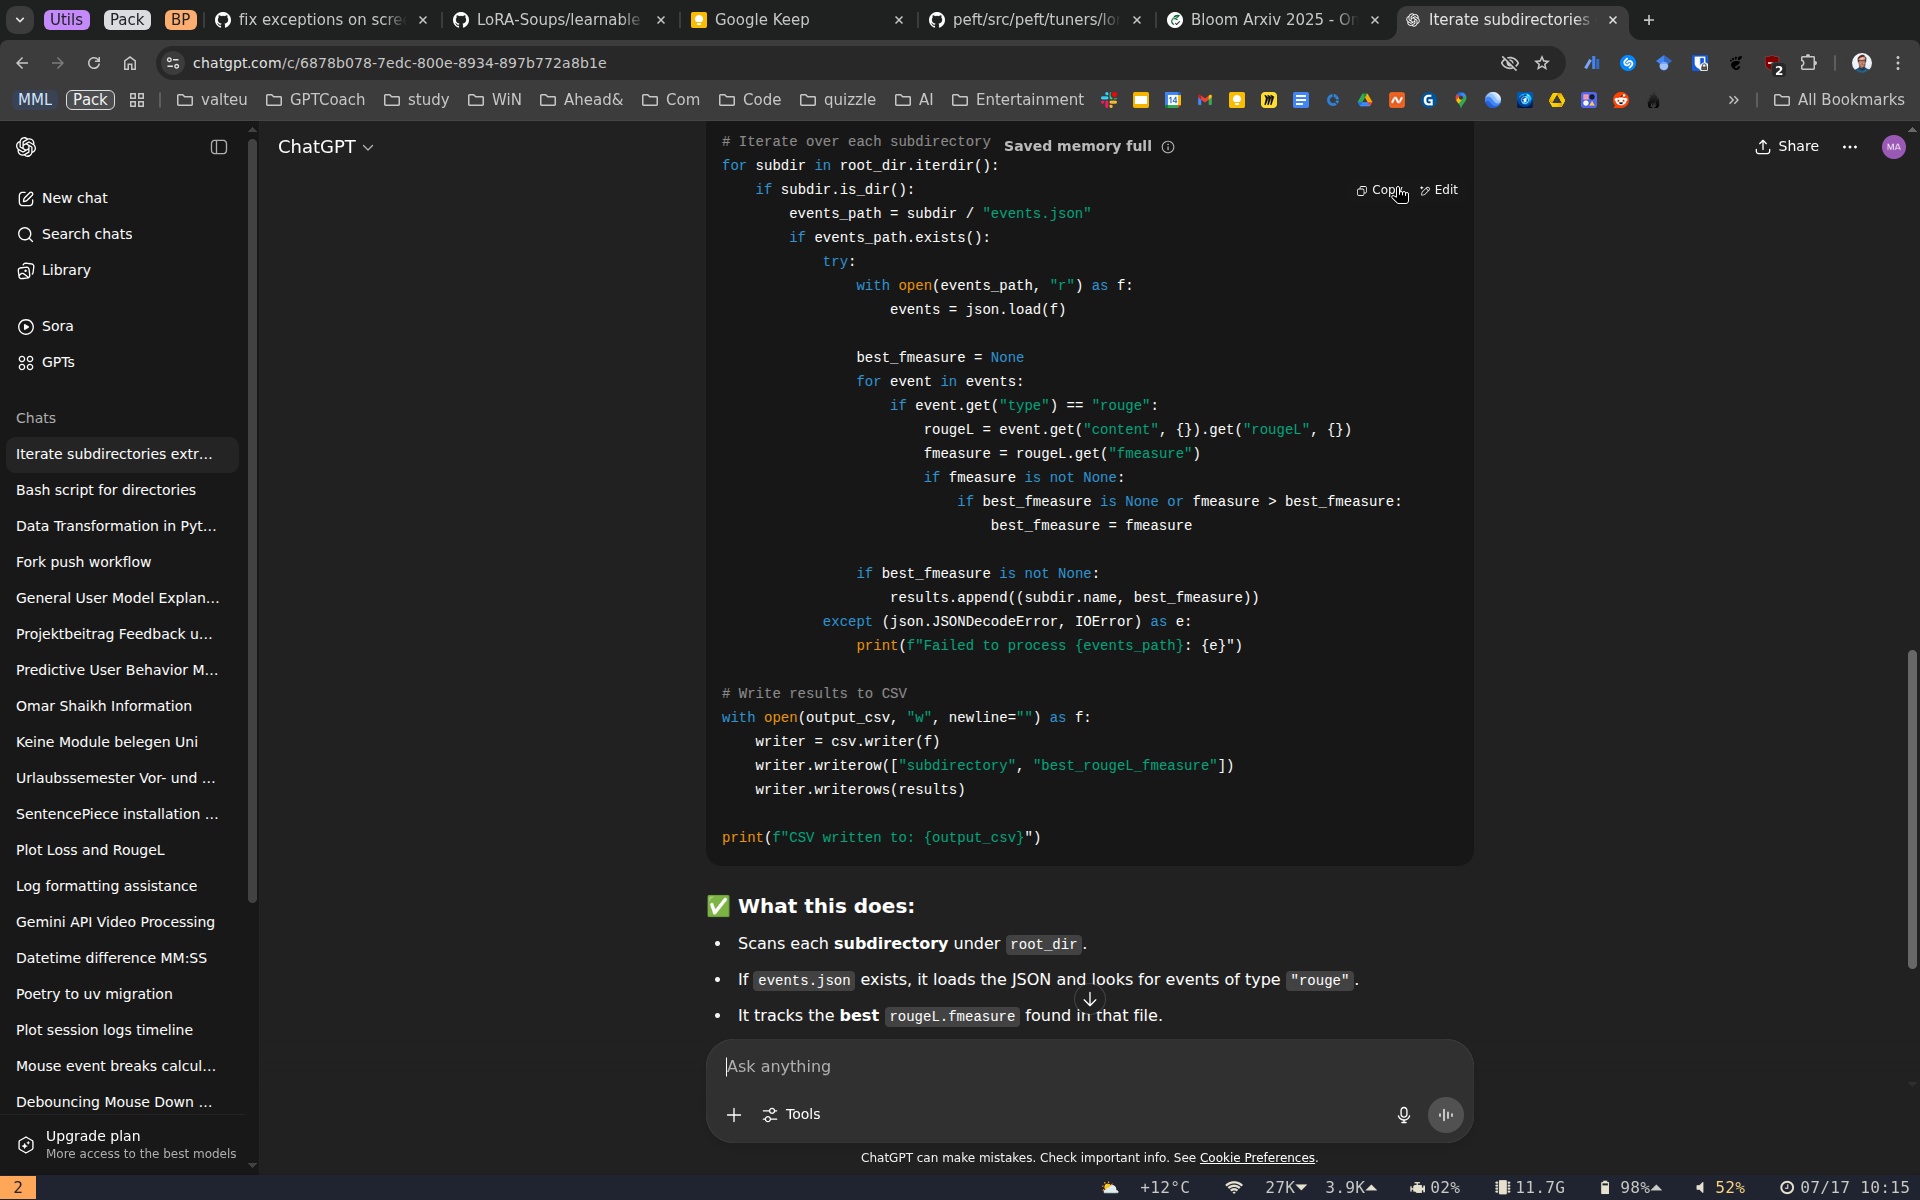 Utils Pack BP fix exceptions on scre LoRA-Soups/learnable Google Keep peft/src/peft/tuners/lo Bloom Arxiv 2025 - On Iterate subdirectories
chatgpt.com/c/6878b078-7edc-800e-8934-897b772a8b1e 2
MML Pack valteu GPTCoach study WiN Ahead& Com Code quizzle AI Entertainment 14 All Bookmarks
ChatGPT
Saved memory full
Share
MA
New chat
Search chats
Library
Sora
GPTs
Chats
Iterate subdirectories extr...
Bash script for directories
Data Transformation in Pyt...
Fork push workflow
General User Model Explan...
Projektbeitrag Feedback u...
Predictive User Behavior M...
Omar Shaikh Information
Keine Module belegen Uni
Urlaubssemester Vor- und ...
SentencePiece installation ...
Plot Loss and RougeL
Log formatting assistance
Gemini API Video Processing
Datetime difference MM:SS
Poetry to uv migration
Plot session logs timeline
Mouse event breaks calcul...
Debouncing Mouse Down ...
Upgrade plan
More access to the best models
# Iterate over each subdirectory
for subdir in root_dir.iterdir():
if subdir.is_dir():
Copy Edit
events_path = subdir / "events.json"
if events_path.exists():
try:
with open(events_path, "r") as f:
events = json.load(f)
best_fmeasure = None
for event in events:
if event.get("type") == "rouge":
rougeL = event.get("content", {}).get("rougeL", {})
fmeasure = rougeL.get("fmeasure")
if fmeasure is not None:
if best_fmeasure is None or fmeasure > best_fmeasure:
best_fmeasure = fmeasure
if best_fmeasure is not None:
results.append((subdir.name, best_fmeasure))
except (json.JSONDecodeError, IOError) as e:
print(f"Failed to process {events_path}: {e}")
# Write results to CSV
with open(output_csv, "w", newline="") as f:
writer = csv.writer(f)
writer.writerow(["subdirectory", "best_rougeL_fmeasure"])
writer.writerows(results)
print(f"CSV written to: {output_csv}")
✅ What this does:
• Scans each subdirectory under root_dir.
• If events.json exists, it loads the JSON and looks for events of type "rouge".
• It tracks the best rougeL.fmeasure found in that file.
Ask anything
Tools
ChatGPT can make mistakes. Check important info. See Cookie Preferences.
2 +12°C 27K 3.9K 02% 11.7G 98% 52% 07/17 10:15